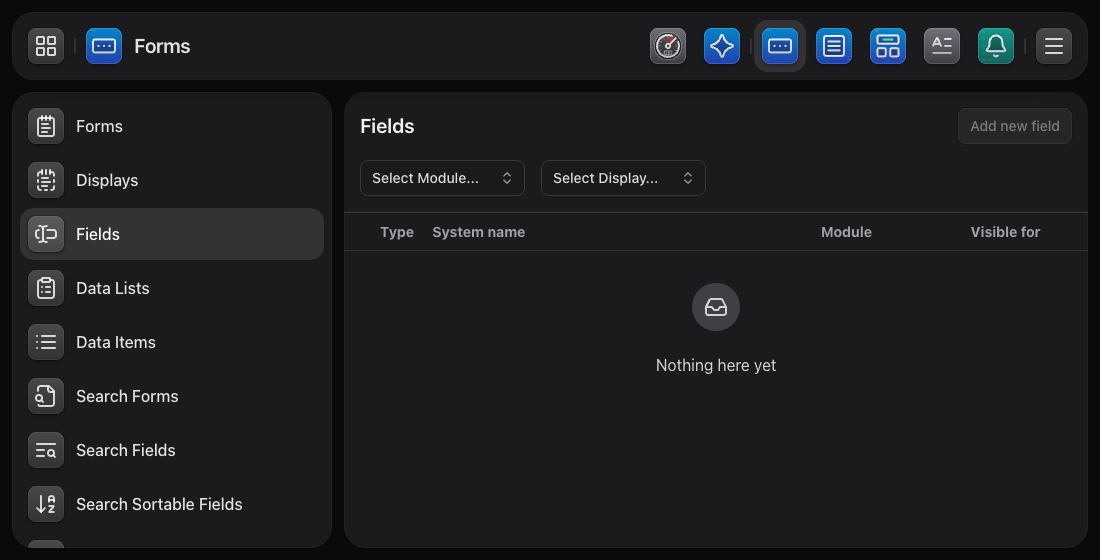 Forms
Forms
Displays
Fields
Data Lists
Data Items
Search Forms
Search Fields
Search Sortable Fields
Fields
Add new field
Select Module...
Select Display...
Type System name Module Visible for
Nothing here yet